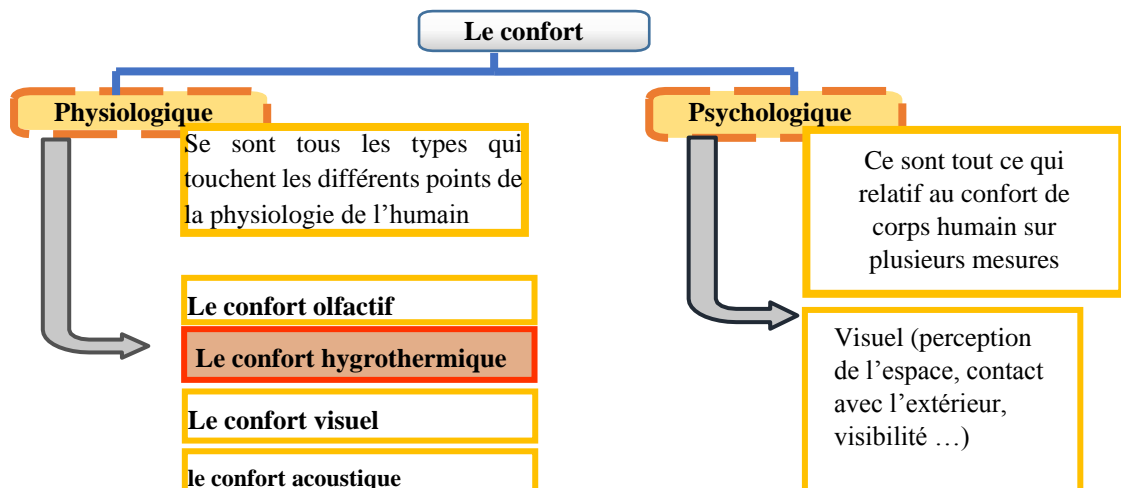 Le confort
Physiologique
Se sont tous les types qui
touchent les différents points de
la physiologie de l’humain
Le confort olfactif
Le confort hygrothermique
Le confort visuel
le confort acoustique
Psychologique
Ce sont tout ce qui
relatif au confort de
corps humain sur
plusieurs mesures
Visuel (perception
de l’espace, contact
avec l’extérieur,
visibilité …)